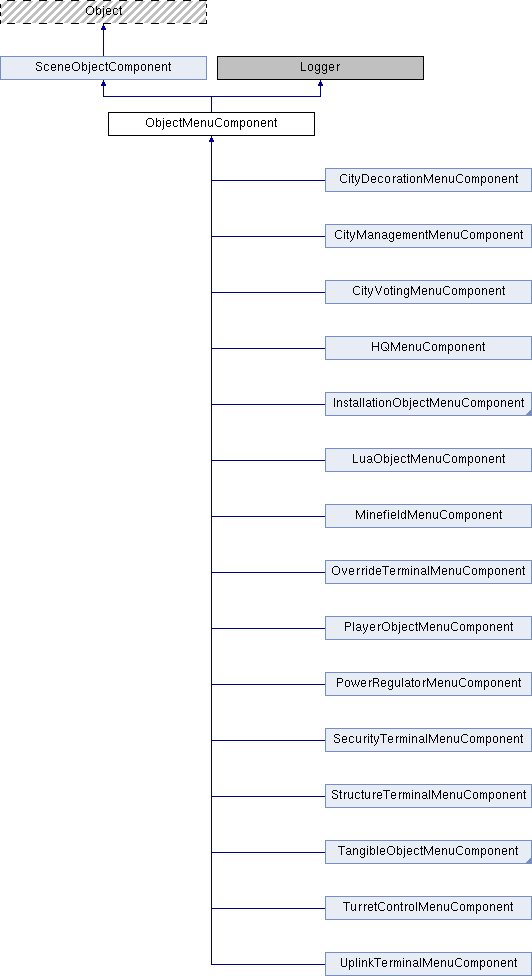 Object
SceneObjectComponent
Logger
ObjectMenuComponent
CityDecorationMenuComponent
CityManagementMenuComponent
CityVotingMenuComponent
HQMenuComponent
InstallationObjectMenuComponent
LuaObjectMenuComponent
MinefieldMenuComponent
OverrideTerminalMenuComponent
PlayerObjectMenuComponent
PowerRegulatorMenuComponent
SecurityTerminalMenuComponent
StructureTerminalMenuComponent
TangibleObjectMenuComponent
TurretControlMenuComponent
UplinkTerminalMenuComponent